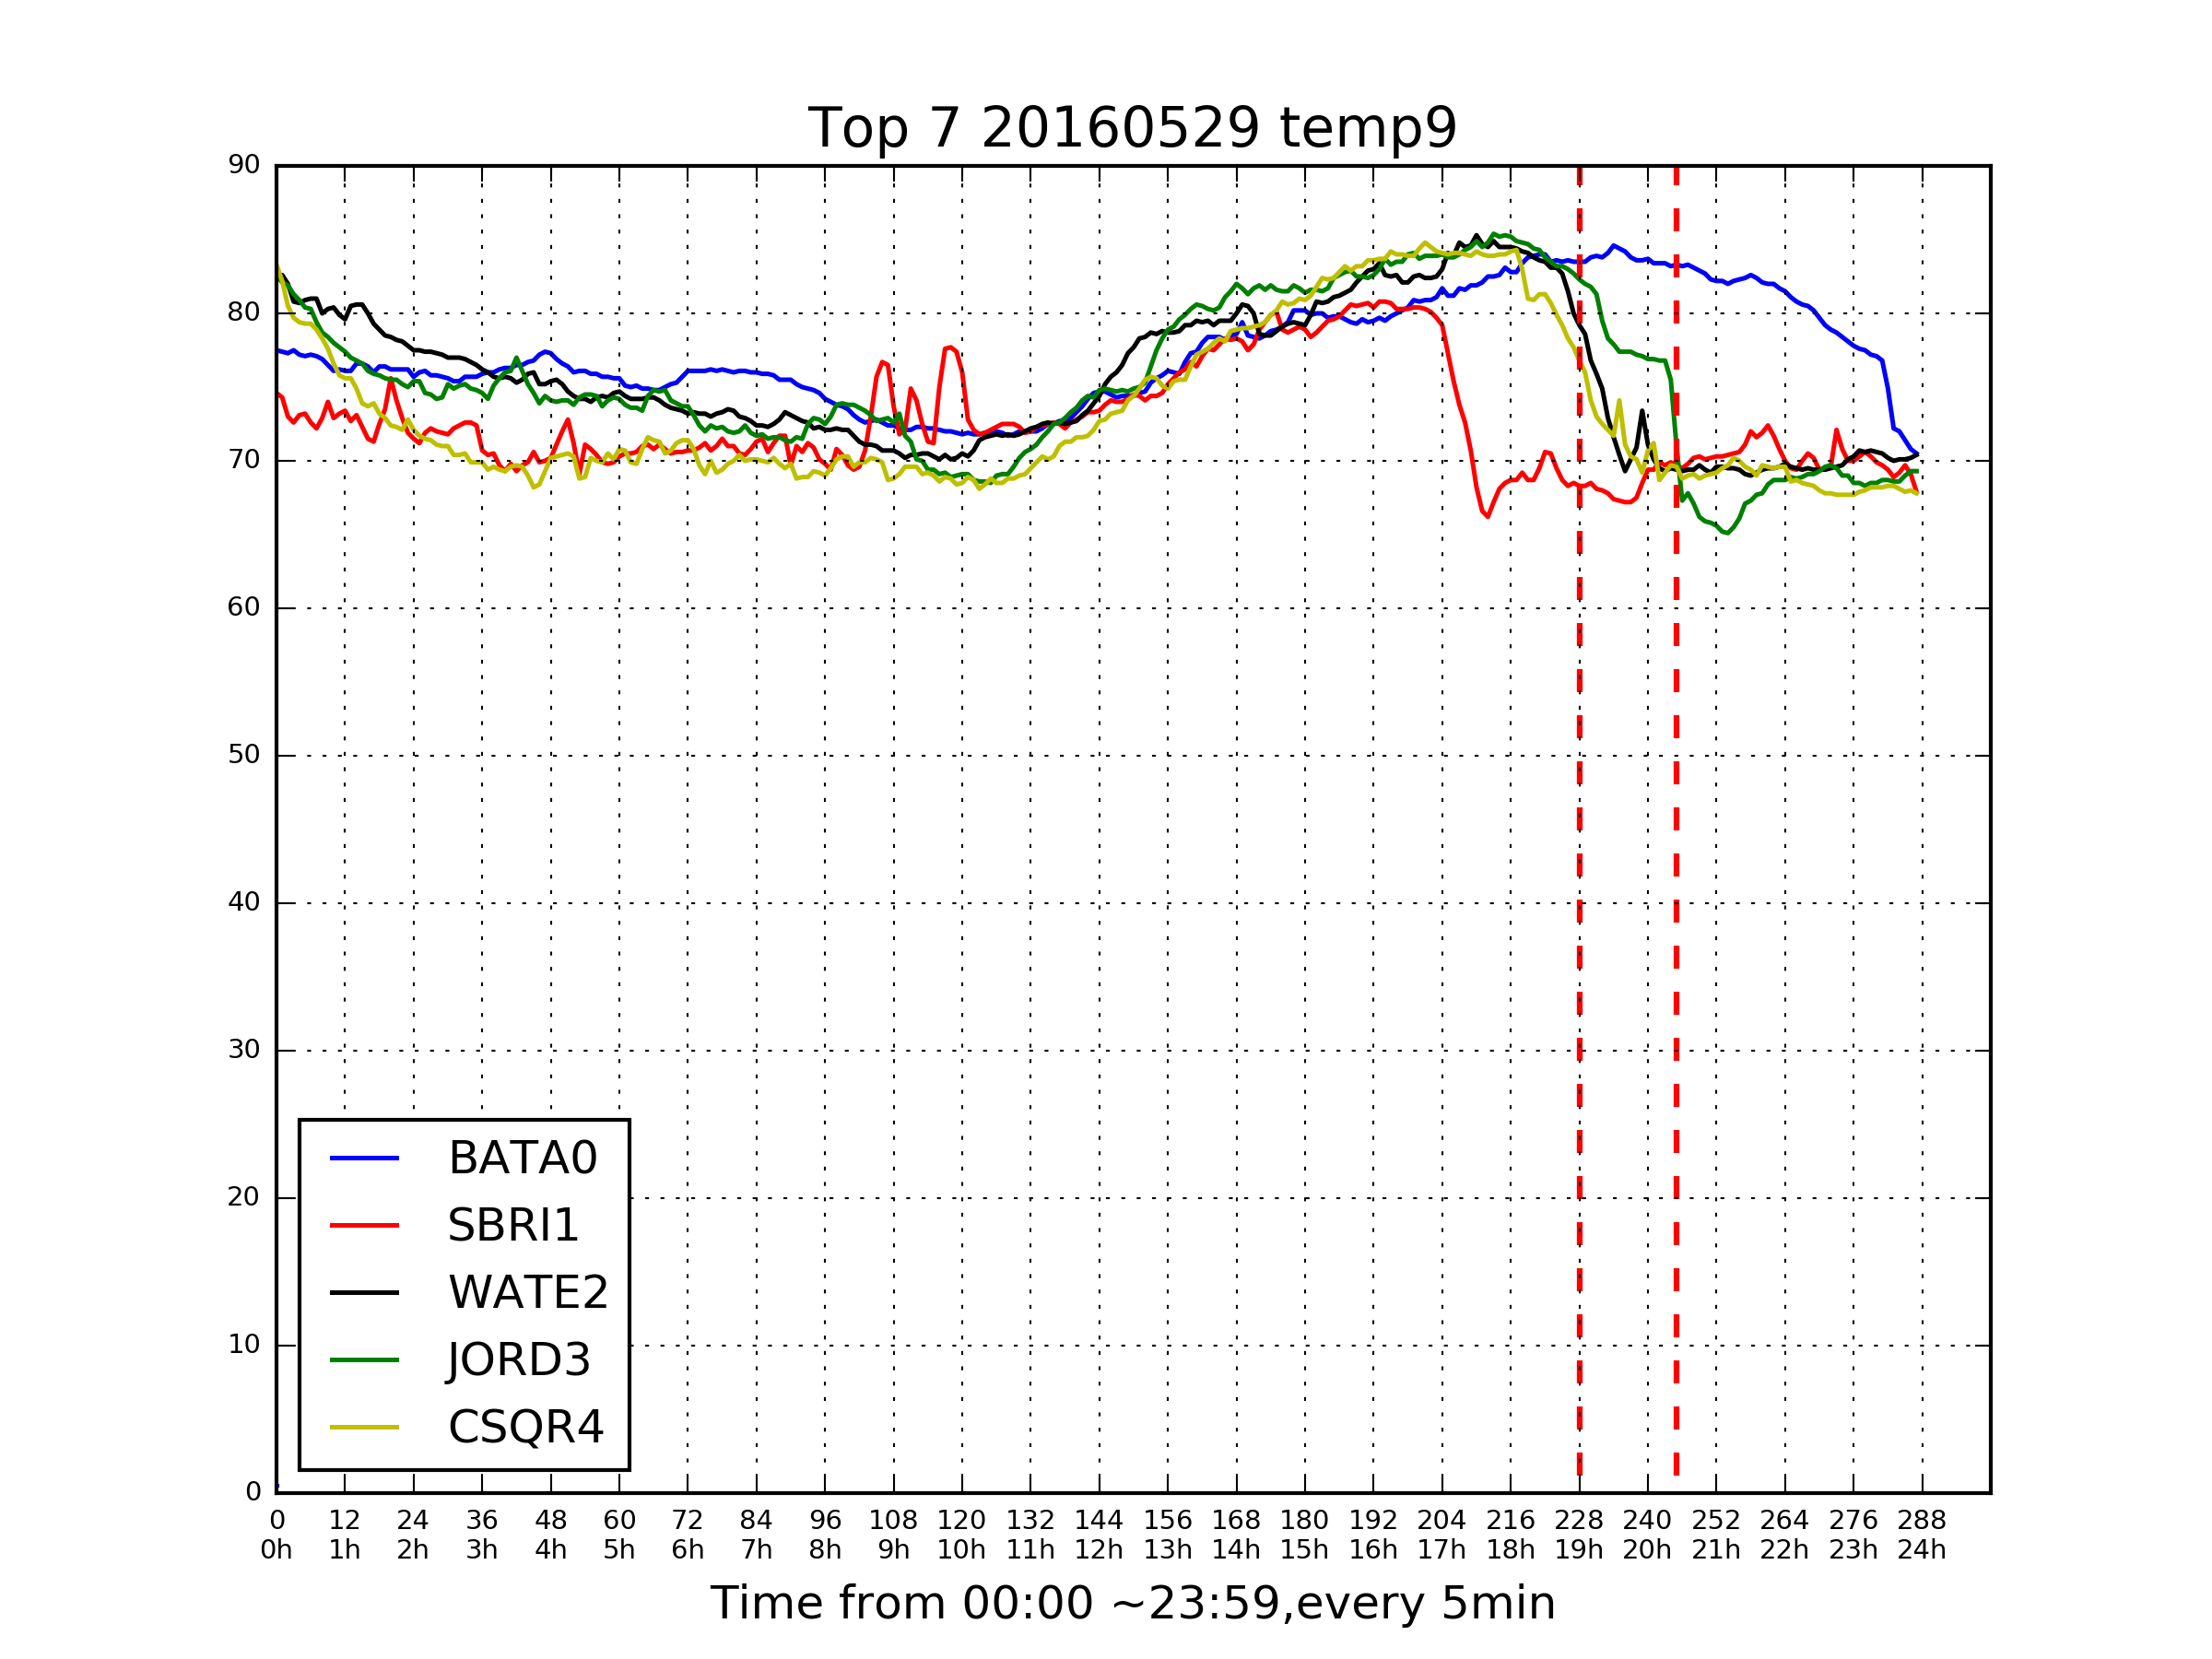 Top 7 20160529 temp9
90
80
70
60
50
40
30
20
10
0
BATA0
SBRI1
WATE2
JORD3
CSQR4
0 12 24 36 48 60 72 84 96 108 120 132 144 156 168 180 192 204 216 228 240 252 264 276 288
0h 1h 2h 3h 4h 5h 6h 7h 8h 9h 10h 11h 12h 13h 14h 15h 16h 17h 18h 19h 20h 21h 22h 23h 24h
Time from 00:00 ~23:59,every 5min